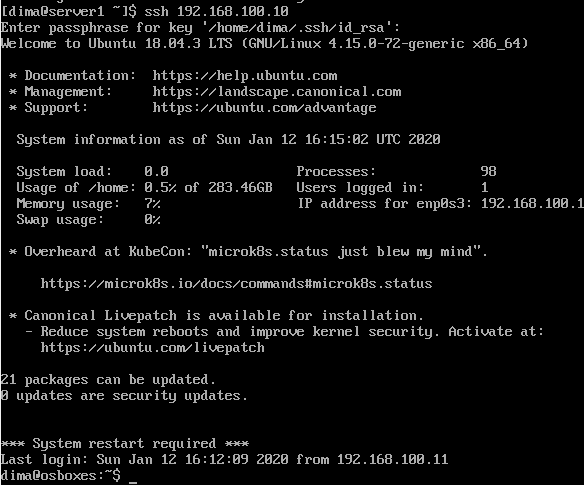 [dima@server1 ~]$ ssh 192.168.100.10
Enter passphrase for key '/home/dima/.ssh/id_rsa':
Welcome to Ubuntu 18.04.3 LTS (GNU/Linux 4.15.0-72-generic x86_64)
* Documentation:  https://help.ubuntu.com
* Management:     https://landscape.canonical.com
* Support:        https://ubuntu.com/advantage
System information as of Sun Jan 12 16:15:02 UTC 2020
System load:    0.0                Processes:             98
Usage of /home: 0.5% of 283.46GB   Users logged in:       1
Memory usage:   7%                 IP address for enp0s3: 192.168.100.1
Swap usage:     0%
* Overheard at KubeCon: "microk8s.status just blew my mind".
https://microk8s.io/docs/commands#microk8s.status
* Canonical Livepatch is available for installation.
- Reduce system reboots and improve kernel security. Activate at:
https://ubuntu.com/livepatch
21 packages can be updated.
0 updates are security updates.
*** System restart required ***
Last login: Sun Jan 12 16:12:09 2020 from 192.168.100.11
dima@osboxes:~$ _